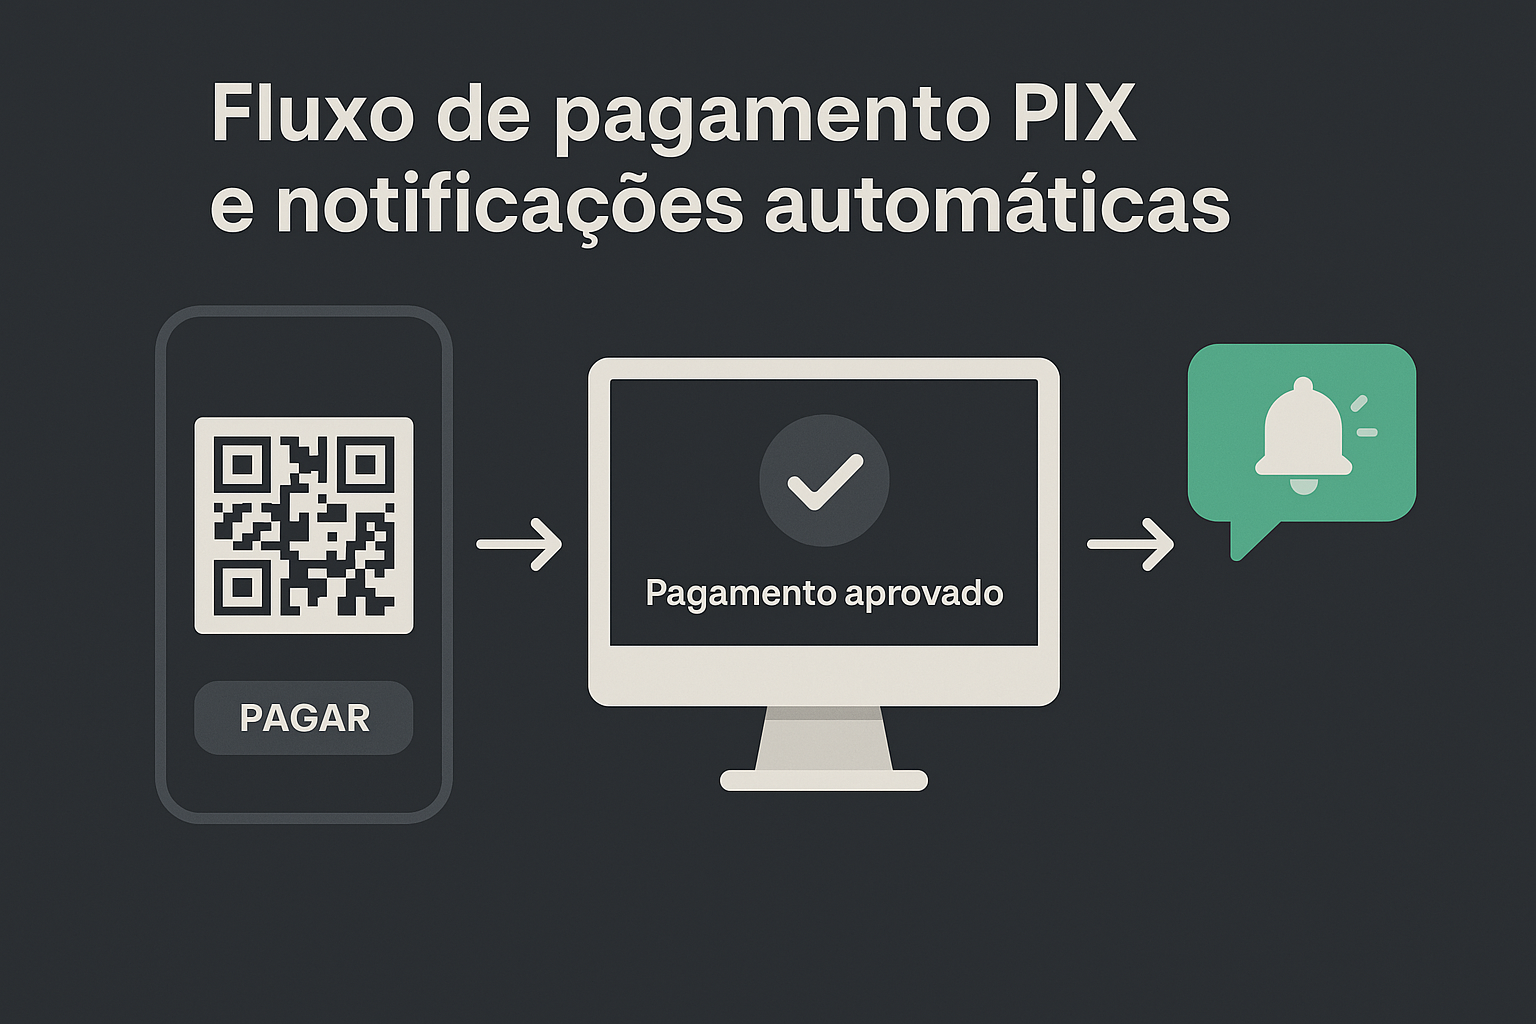 Fluxo de pagamento PIX
e notificações automáticas
PAGAR
Pagamento aprovado